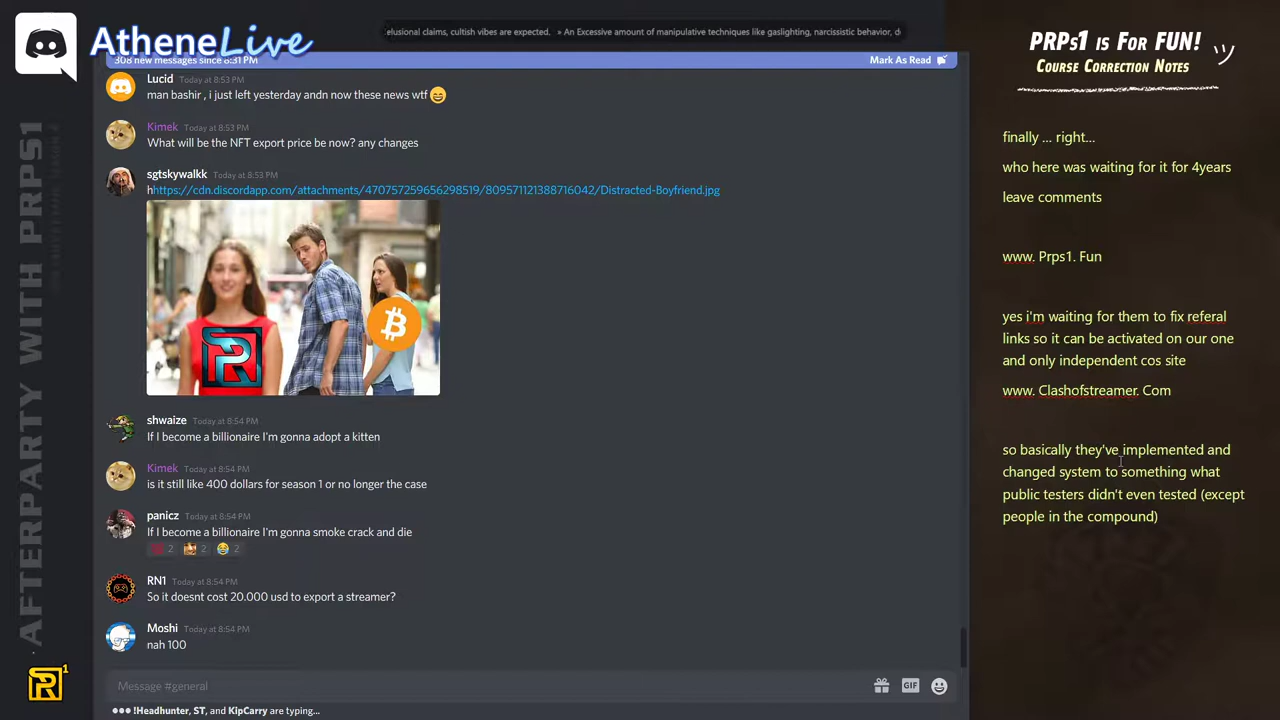 AtheneLive
elusional claims, cultish vibes are expected.   » An Excessive amount of manipulative techniques like gaslighting, narcissistic behavior, d
308 new messages since 8:31 PM
Mark As Read
Lucid Today at 8:53 PM
man bashir , i just left yesterday andn now these news wtf
Kimek Today at 8:53 PM
What will be the NFT export price be now? any changes
sgtskywalkk Today at 8:53 PM
hhttps://cdn.discordapp.com/attachments/470757259656298519/809571121388716042/Distracted-Boyfriend.jpg
shwaize Today at 8:54 PM
If I become a billionaire I'm gonna adopt a kitten
Kimek Today at 8:54 PM
is it still like 400 dollars for season 1 or no longer the case
panicz Today at 8:54 PM
If I become a billionaire I'm gonna smoke crack and die
2 2 2
RN1 Today at 8:54 PM
So it doesnt cost 20.000 usd to export a streamer?
Moshi Today at 8:54 PM
nah 100
Message #general
GIF
!Headhunter, ST, and KipCarry are typing...
AFTERPARTY WITH PRPS1
PRPs1 is For FUN!
Course Correction Notes
finally ... right...
who here was waiting for it for 4years
leave comments
www. Prps1. Fun
yes i'm waiting for them to fix referal
links so it can be activated on our one
and only independent cos site
www. Clashofstreamer. Com
so basically they've implemented and
changed system to something what
public testers didn't even tested (except
people in the compound)